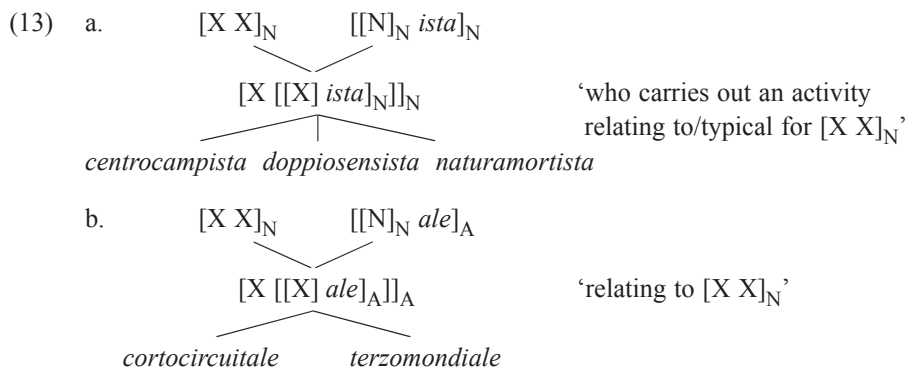 (13) a. [X X]N [[N]N ista]N
[X [[X] ista]N]]N ‘who carries out an activity
relating to/typical for [X X]N’
centrocampista doppiosensista naturamortista
b. [X X]N [[N]N ale]A
[X [[X] ale]A]]A ‘relating to [X X]N’
cortocircuitale terzomondiale